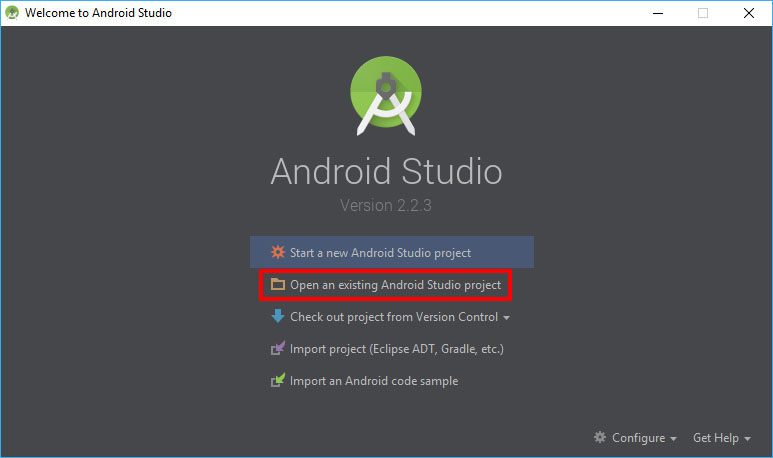 Welcome to Android Studio
Android Studio
Version 2.2.3
Start a new Android Studio project
Open an existing Android Studio project
Check out project from Version Control
Import project (Eclipse ADT, Gradle, etc.)
Import an Android code sample
Configure Get Help